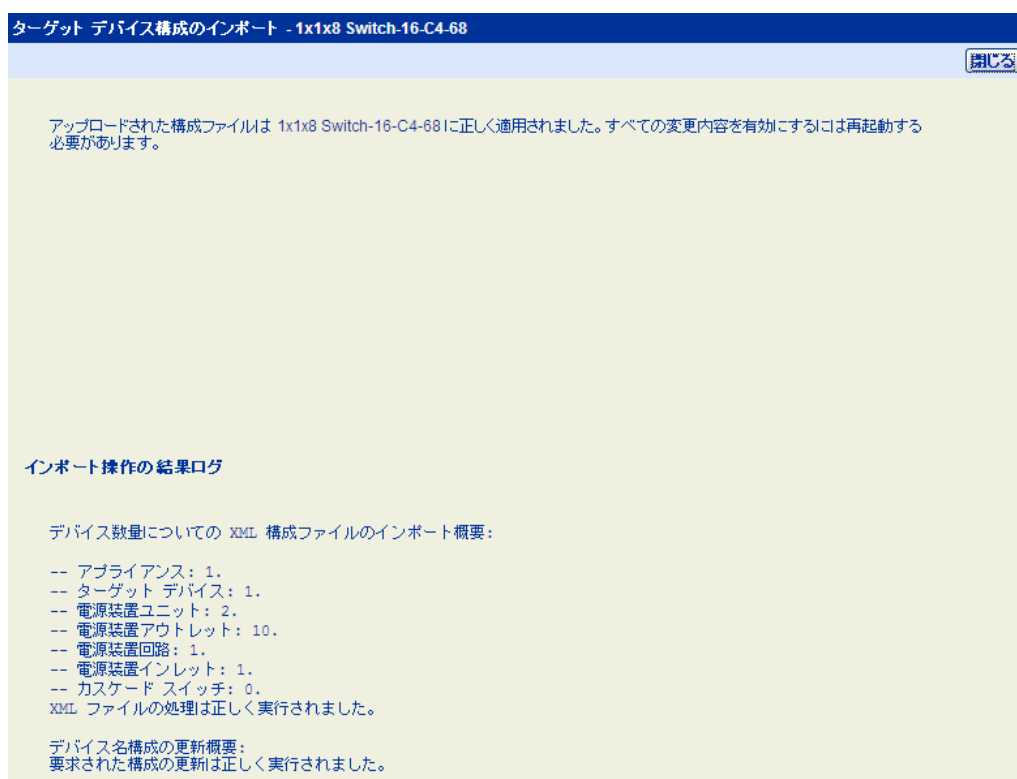 ターゲット デバイス構成のインポート - 1x1x8 Switch-16-C4-68
閉じる
アップロードされた構成ファイルは 1x1x8 Switch-16-C4-68 に正しく適用されました。すべての変更内容を有効にするには再起動する
必要があります。
インポート操作の結果ログ
デバイス数量についての XML 構成ファイルのインポート概要:
-- アプライアンス: 1.
-- ターゲット デバイス: 1.
-- 電源装置ユニット: 2.
-- 電源装置アウトレット: 10.
-- 電源装置回路: 1.
-- 電源装置インレット: 1.
-- カスケード スイッチ: 0.
XML ファイルの処理は正しく実行されました。
デバイス名構成の更新概要:
要求された構成の更新は正しく実行されました。